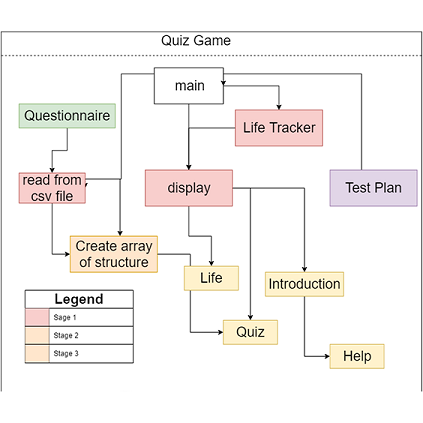 Quiz Game
main
Questionnaire
Life Tracker
read from
csv file
display
Test Plan
Create array
of structure
Life
Introduction
Legend
Sage 1
Stage 2
Stage 3
Quiz
Help